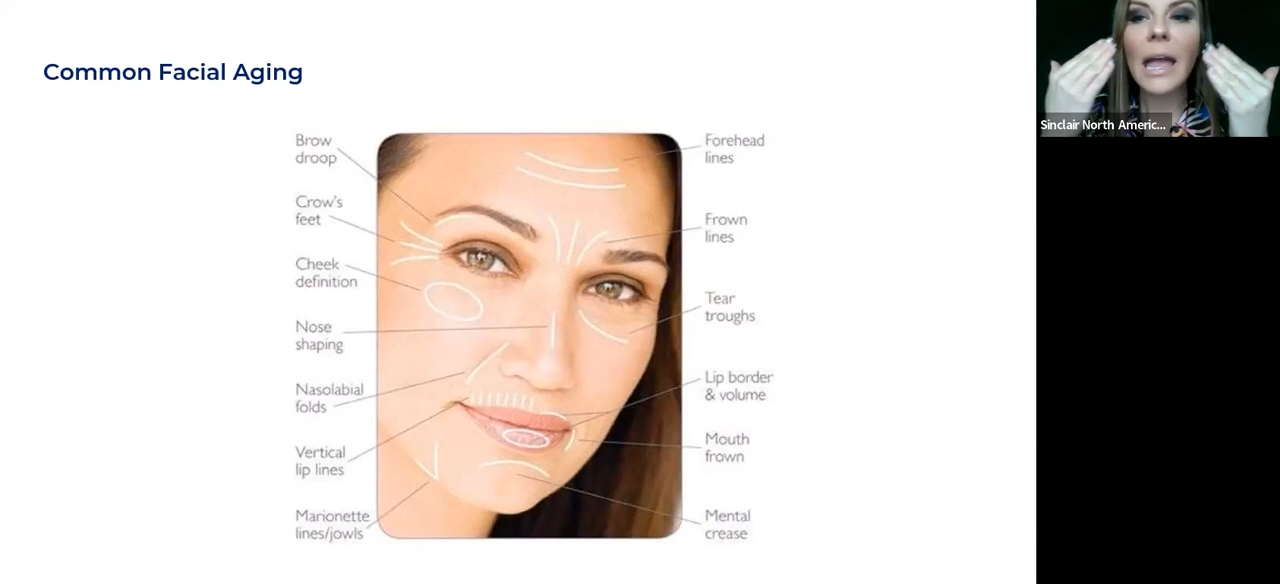 Common Facial Aging
Brow
droop
Crow's
feet
Cheek
definition
Nose
shaping
Nasolabial
folds
Vertical
lip lines
Marionette
lines/jowls
Forehead
lines
Frown
lines
Tear
troughs
Lip border
& volume
Mouth
frown
Mental
crease
Sinclair North Americ...